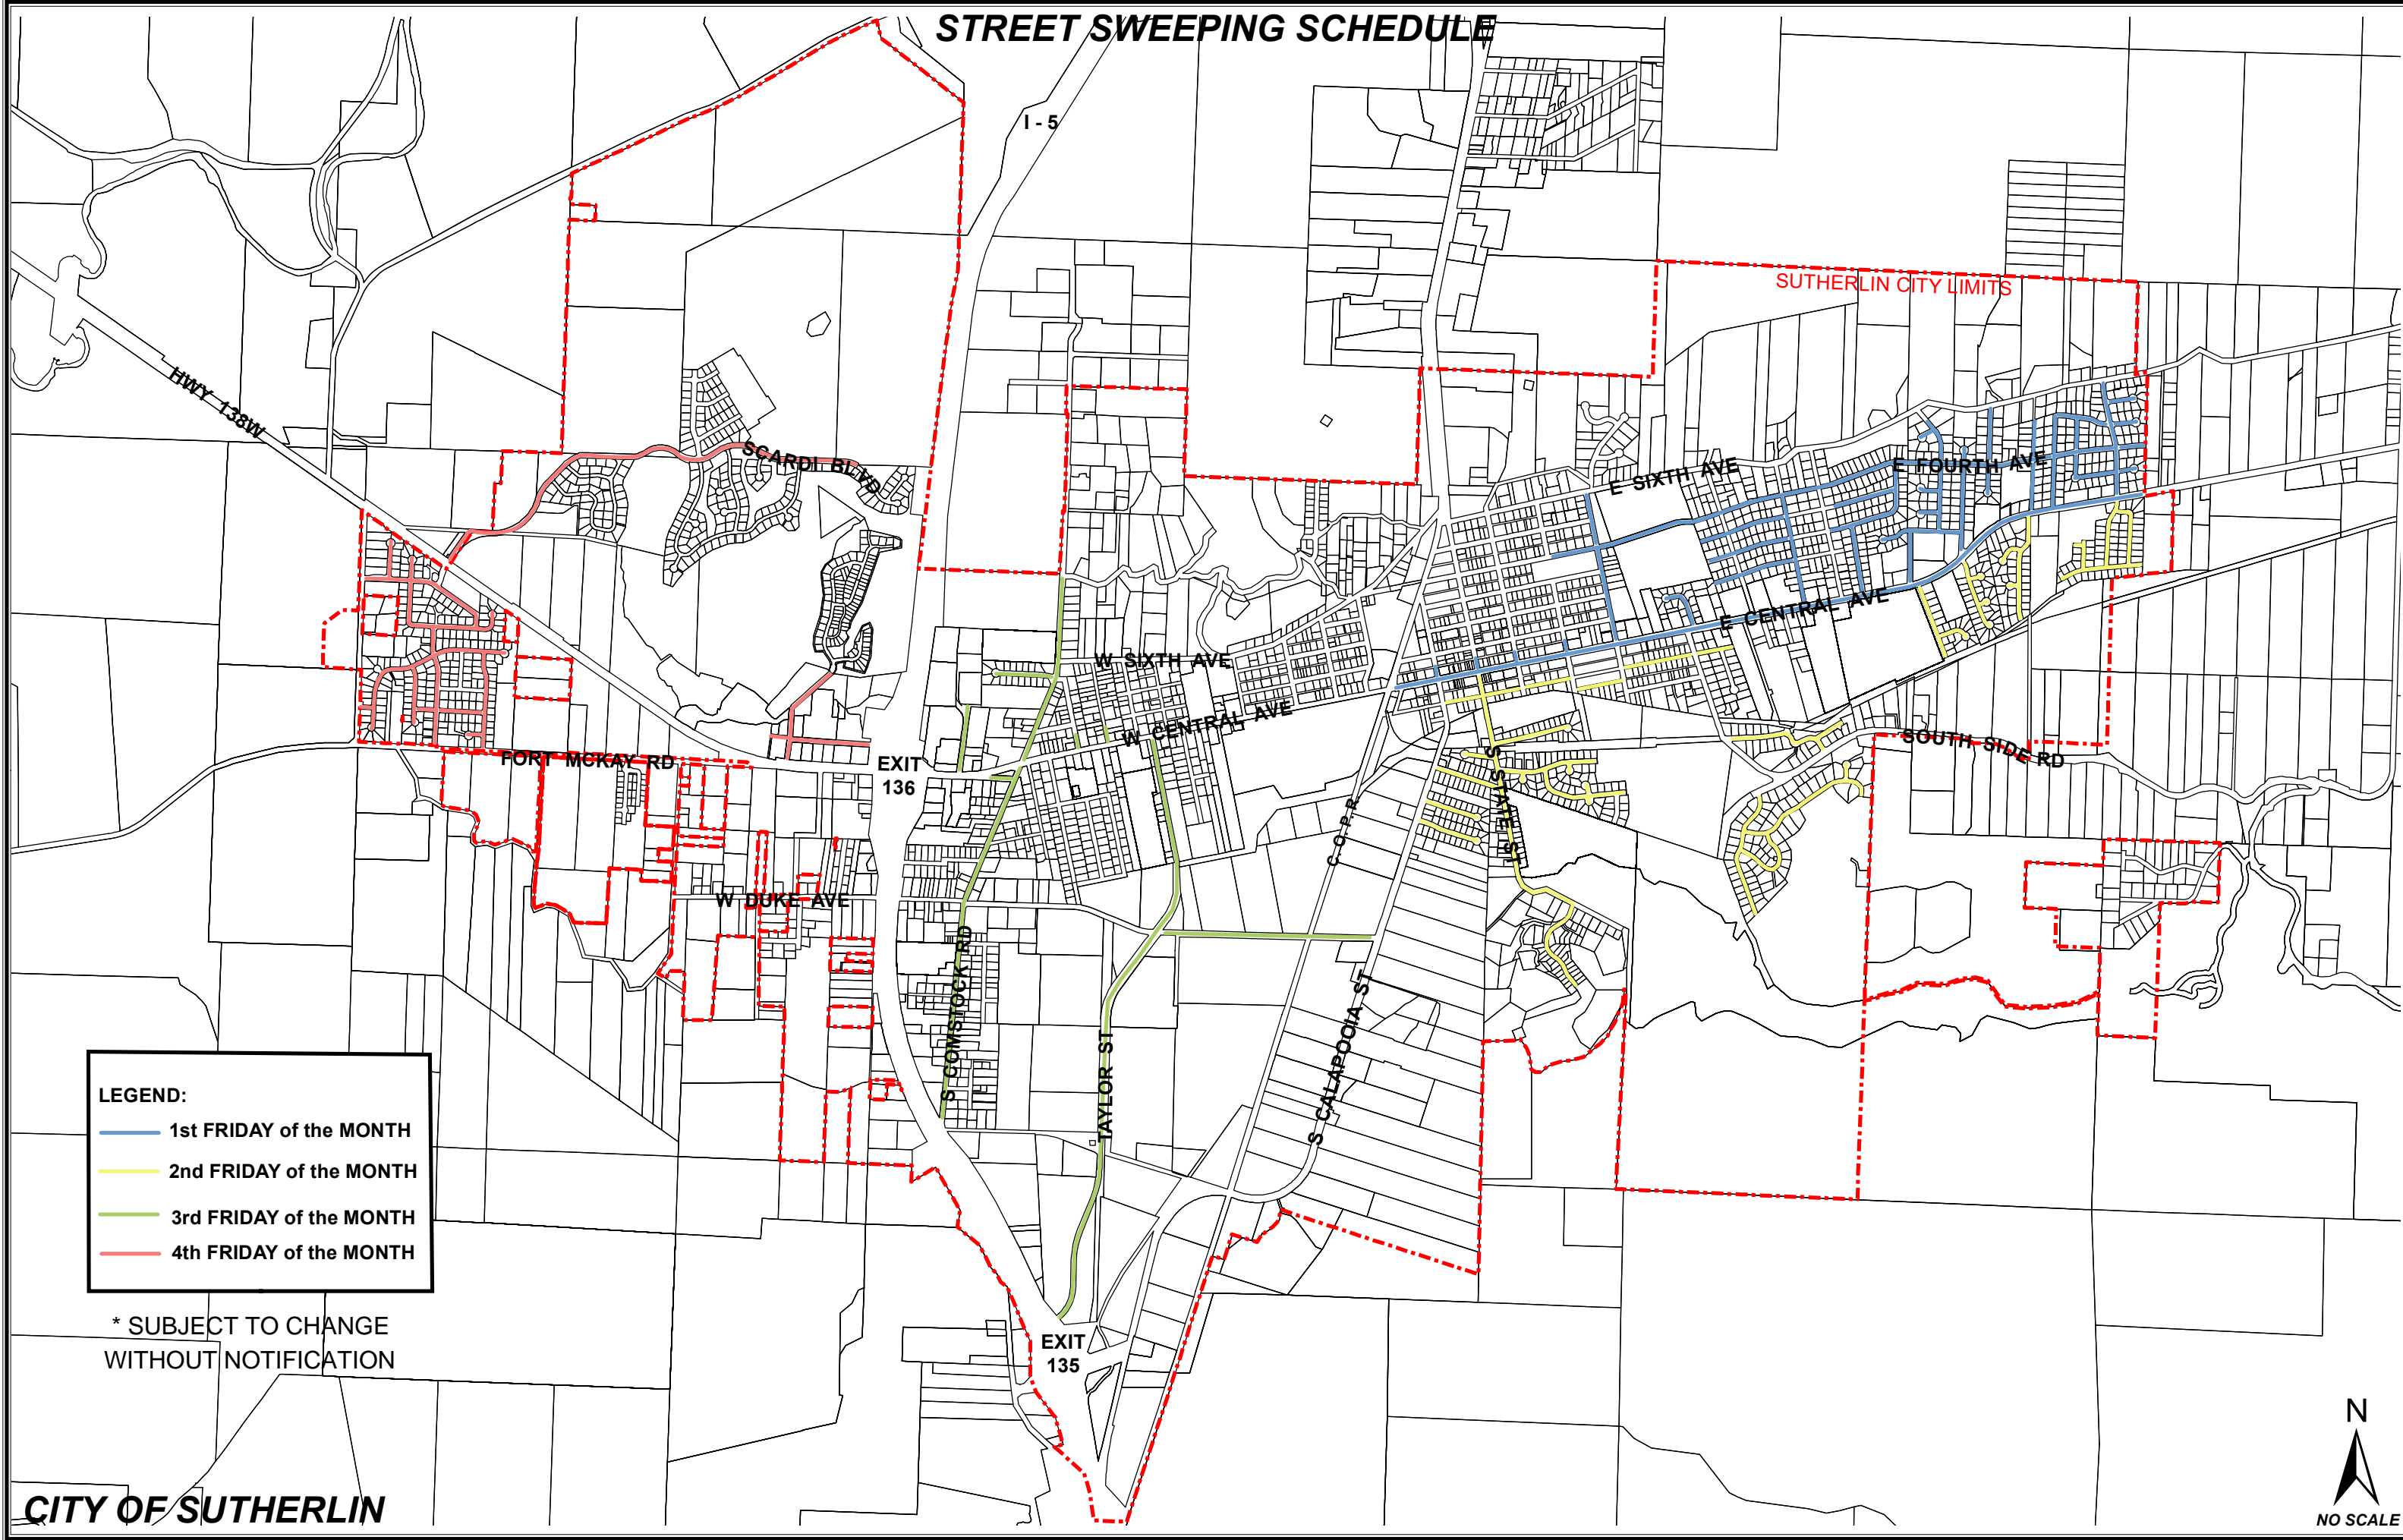 STREET SWEEPING SCHEDULE
I - 5
SUTHERLIN CITY LIMITS
HWY 138W
SCARDI BLVD
E SIXTH AVE
E FOURTH AVE
E CENTRAL AVE
W SIXTH AVE
W CENTRAL AVE
FORT MCKAY RD
EXIT
136
S STATE ST
SOUTH SIDE RD
C.O.P.R.
W DUKE AVE
S COMSTOCK RD
TAYLOR ST
S CALAPOOIA ST
LEGEND:
1st FRIDAY of the MONTH
2nd FRIDAY of the MONTH
3rd FRIDAY of the MONTH
4th FRIDAY of the MONTH
* SUBJECT TO CHANGE
WITHOUT NOTIFICATION
EXIT
135
CITY OF SUTHERLIN
N
NO SCALE